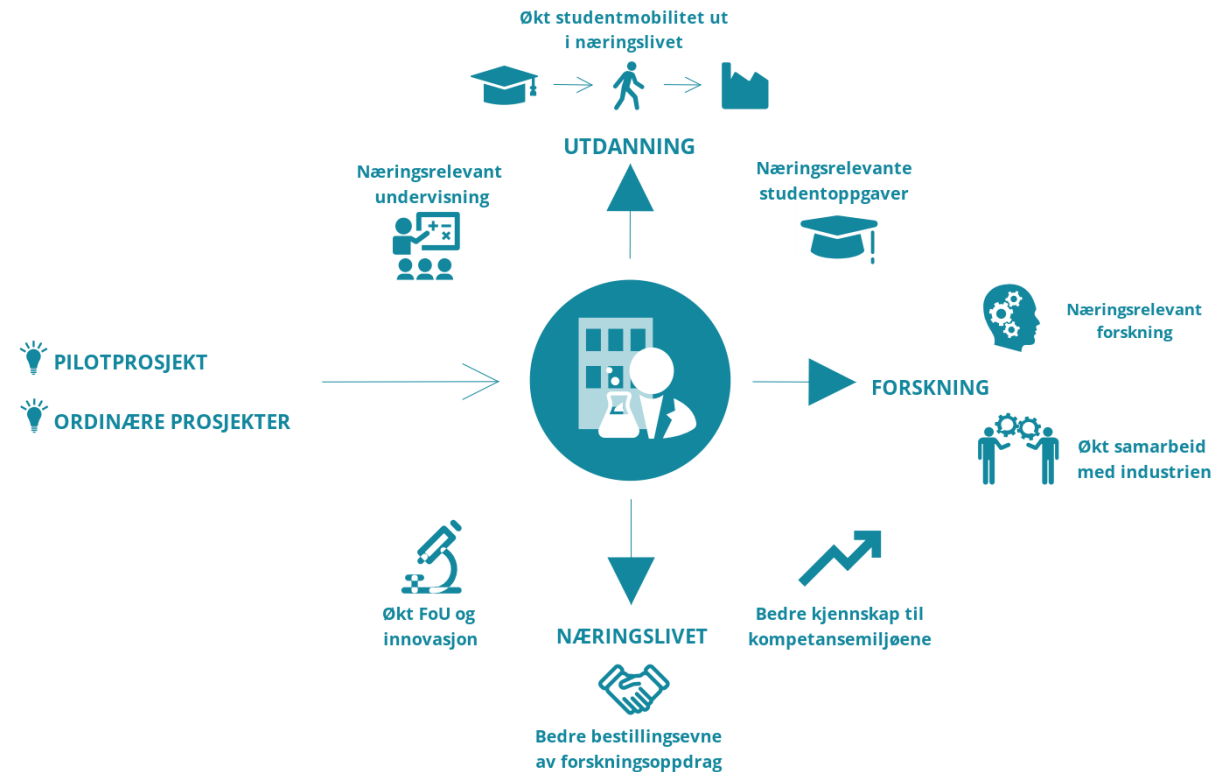 Økt studentmobilitet ut
i næringslivet
UTDANNING
Næringsrelevant
undervisning
Næringsrelevante
studentoppgaver
PILOTPROSJEKT
ORDINÆRE PROSJEKTER
Næringsrelevant
forskning
FORSKNING
Økt samarbeid
med industrien
Økt FoU og
innovasjon
NÆRINGSLIVET
Bedre kjennskap til
kompetansemiljøene
Bedre bestillingsevne
av forskningsoppdrag